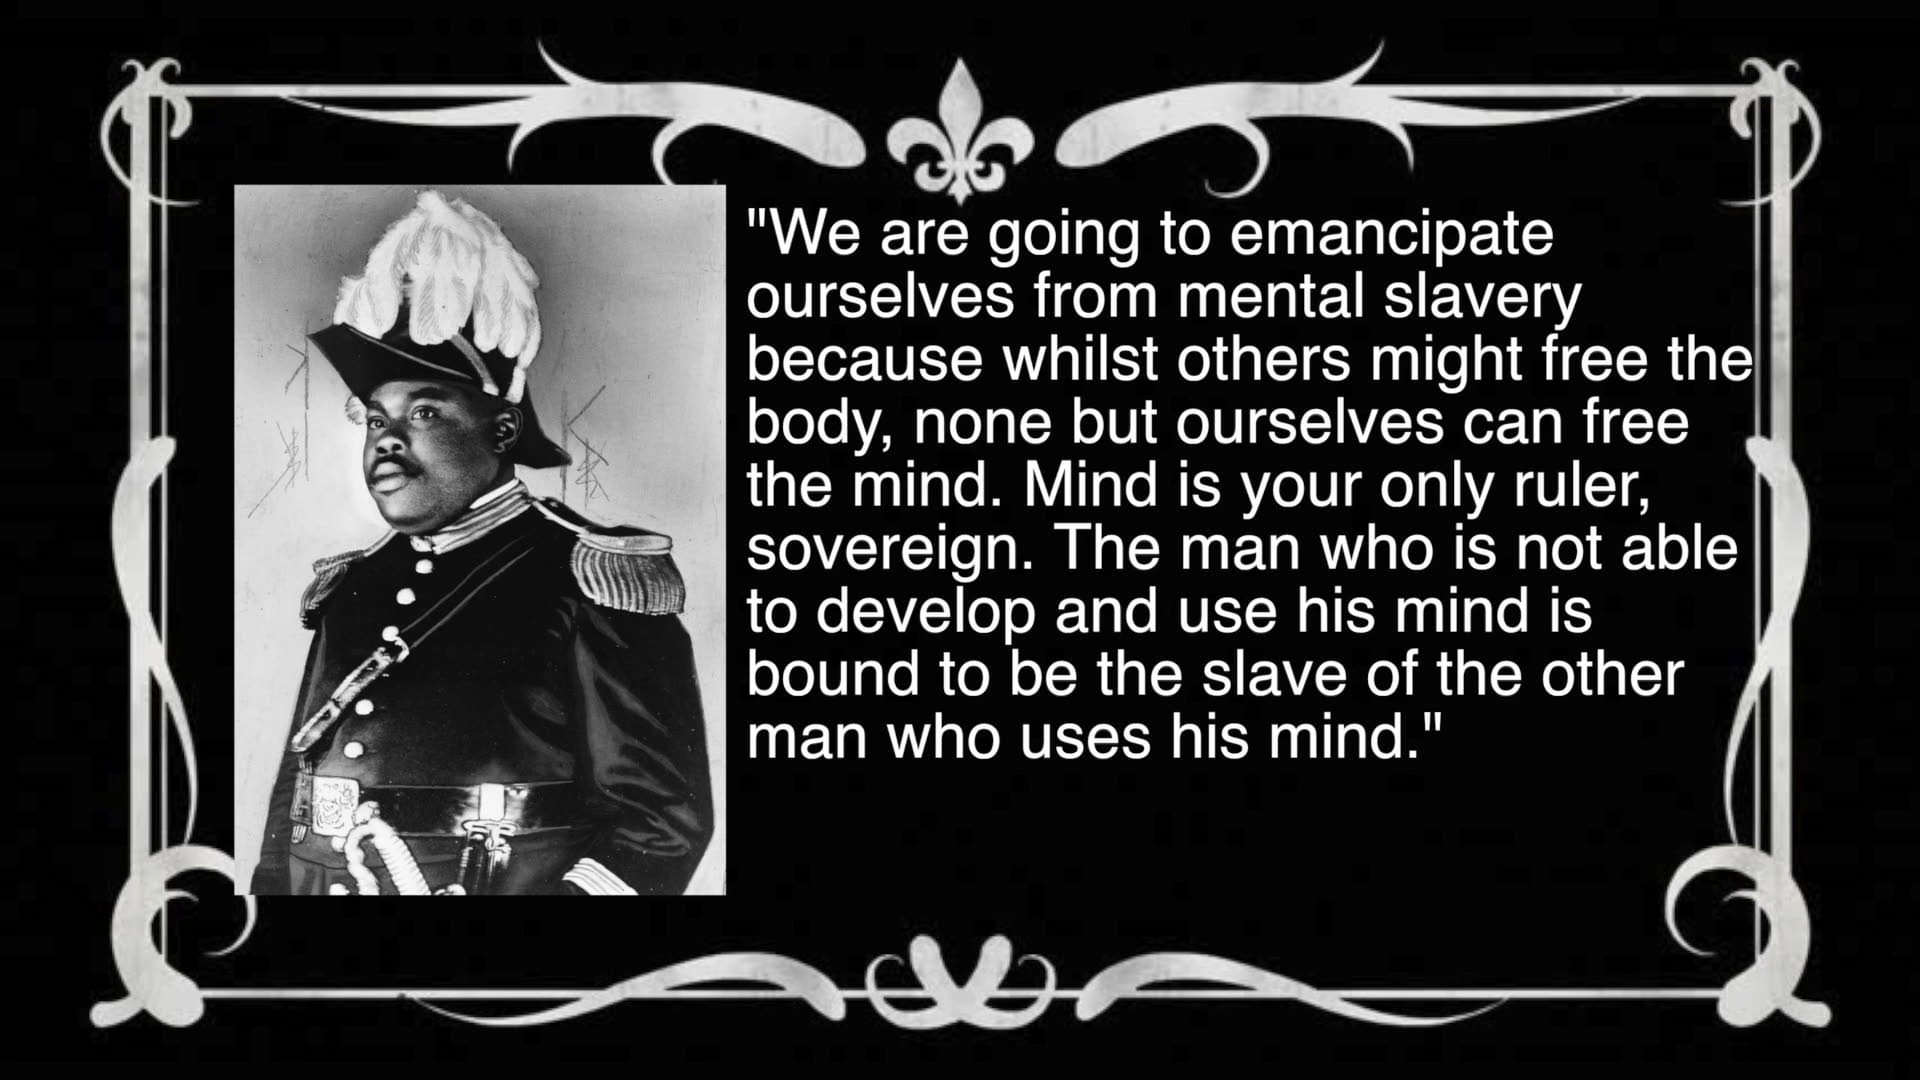 "We are going to emancipate
ourselves from mental slavery
because whilst others might free the
body, none but ourselves can free
the mind. Mind is your only ruler,
sovereign. The man who is not able
to develop and use his mind is
bound to be the slave of the other
man who uses his mind."